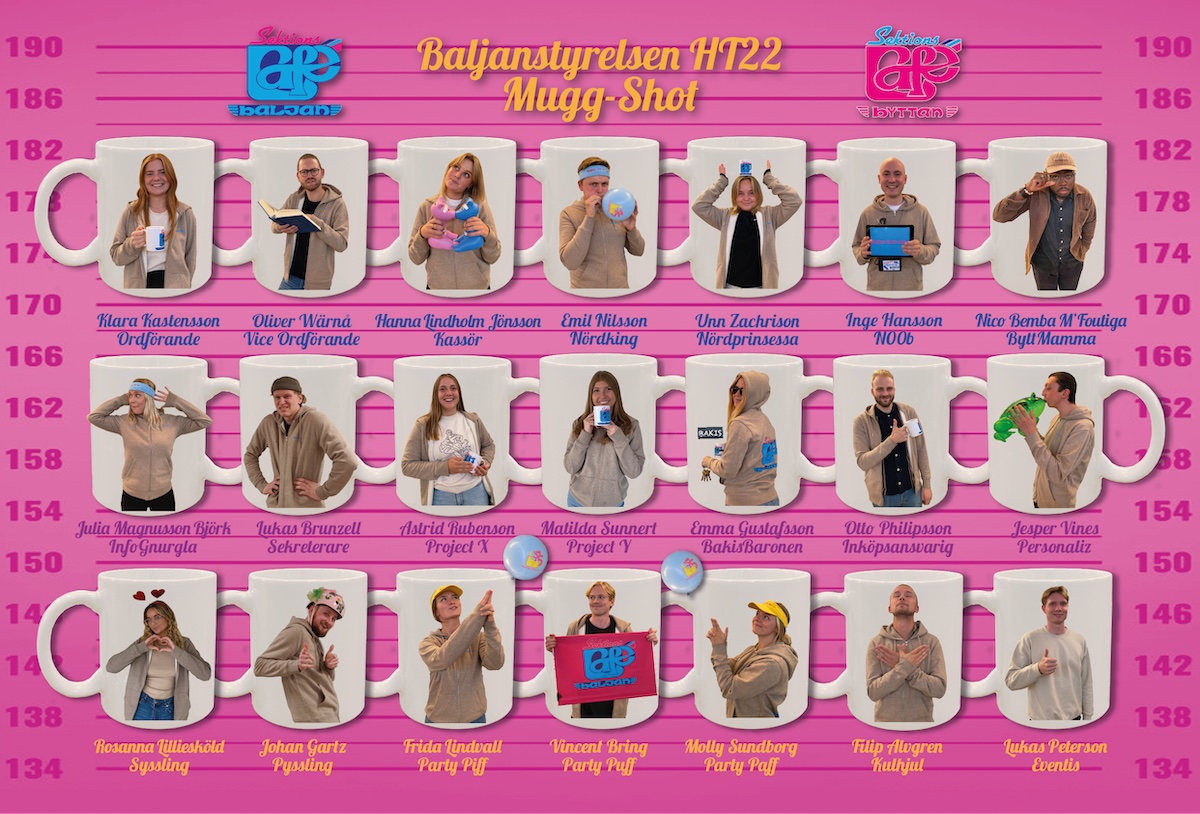 190
190
Sektions
Café
BALJAN
Baljanstyrelsen HT22
Mugg-Shot
Sektions
Café
BYTTAN
186
186
182
182
178
178
174
174
170
170
Klara Kastensson
Ordförande
Oliver Wärnå
Vice Ordförande
Hanna Lindholm Jönsson
Kassör
Emil Nilsson
Nördking
Unn Zachrison
Nördprinsessa
Inge Hansson
N00b
Nico Bemba M'Foutiga
ByttMamma
166
166
162
162
BAKIS
158
158
154
154
Julia Magnusson Björk
InfoGnurgla
Lukas Brunzell
Sekreterare
Astrid Rubenson
Project X
Matilda Sunnert
Project Y
Emma Gustafsson
BakisBaronen
Otto Philipsson
Inköpsansvarig
Jesper Vines
Personaliz
150
150
146
146
Sektions
Café
BALJAN
142
142
138
138
Rosanna Lilliesköld
Syssling
Johan Gartz
Pyssling
Frida Lindvall
Party Piff
Vincent Bring
Party Puff
Molly Sundborg
Party Paff
Filip Alvgren
Kulhjul
Lukas Peterson
Eventis
134
134